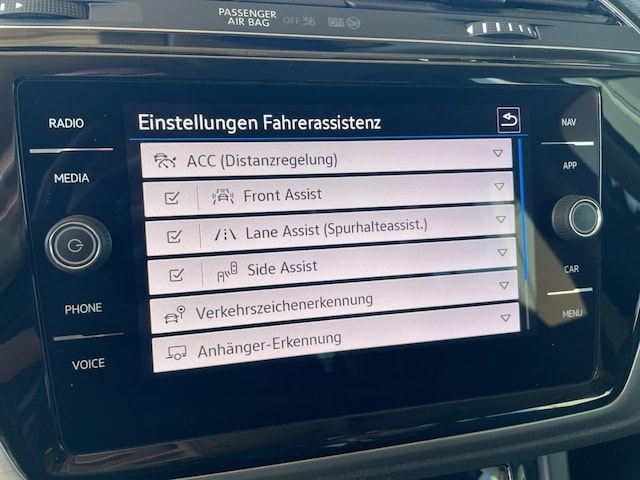 PASSENGER
AIR BAG
OFF
ON
RADIO
MEDIA
PHONE
VOICE
Einstellungen Fahrerassistenz
ACC (Distanzregelung)
Front Assist
Lane Assist (Spurhalteassist.)
Side Assist
Verkehrszeichenerkennung
Anhänger-Erkennung
NAV
APP
CAR
MENU